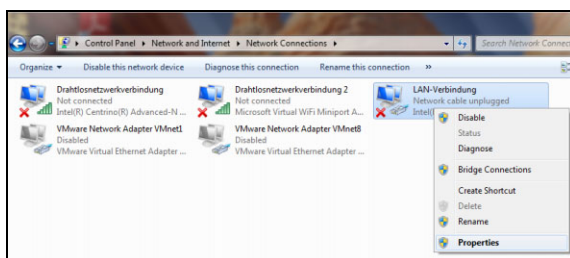 Control Panel ▸ Network and Internet ▸ Network Connections ▸
Search Network Connec
Organize
Disable this network device
Diagnose this connection
Rename this connection
»
Drahtlosnetzwerkverbindung
Not connected
Intel(R) Centrino(R) Advanced-N ...
Drahtlosnetzwerkverbindung 2
Not connected
Microsoft Virtual WiFi Miniport A...
LAN-Verbindung
Network cable unplugged
Intel(
VMware Network Adapter VMnet1
Disabled
VMware Virtual Ethernet Adapter ...
VMware Network Adapter VMnet8
Disabled
VMware Virtual Ethernet Adapter ...
Disable
Status
Diagnose
Bridge Connections
Create Shortcut
Delete
Rename
Properties